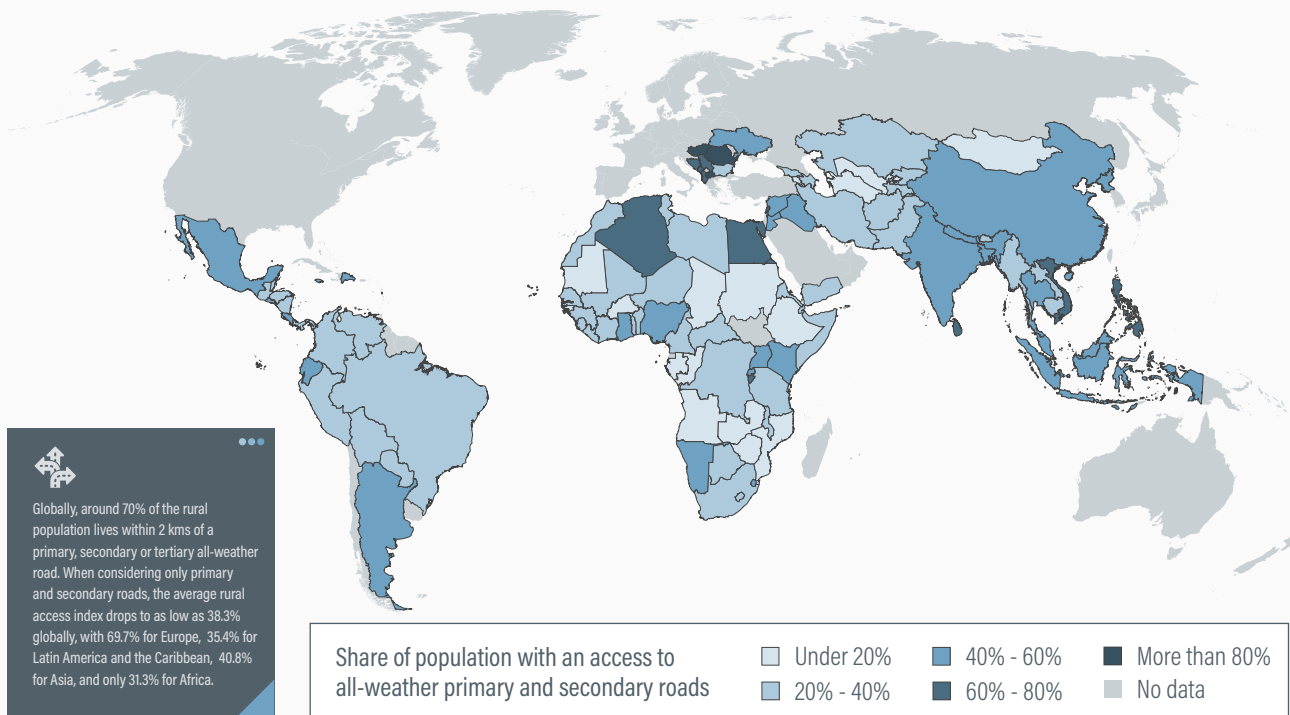 Globally, around 70% of the rural
population lives within 2 kms of a
primary, secondary or tertiary all-weather
road. When considering only primary
and secondary roads, the average rural
access index drops to as low as 38.3%
globally, with 69.7% for Europe, 35.4% for
Latin America and the Caribbean, 40.8%
for Asia, and only 31.3% for Africa.
Share of population with an access to
all-weather primary and secondary roads
Under 20%
20% - 40%
40% - 60%
60% - 80%
More than 80%
No data